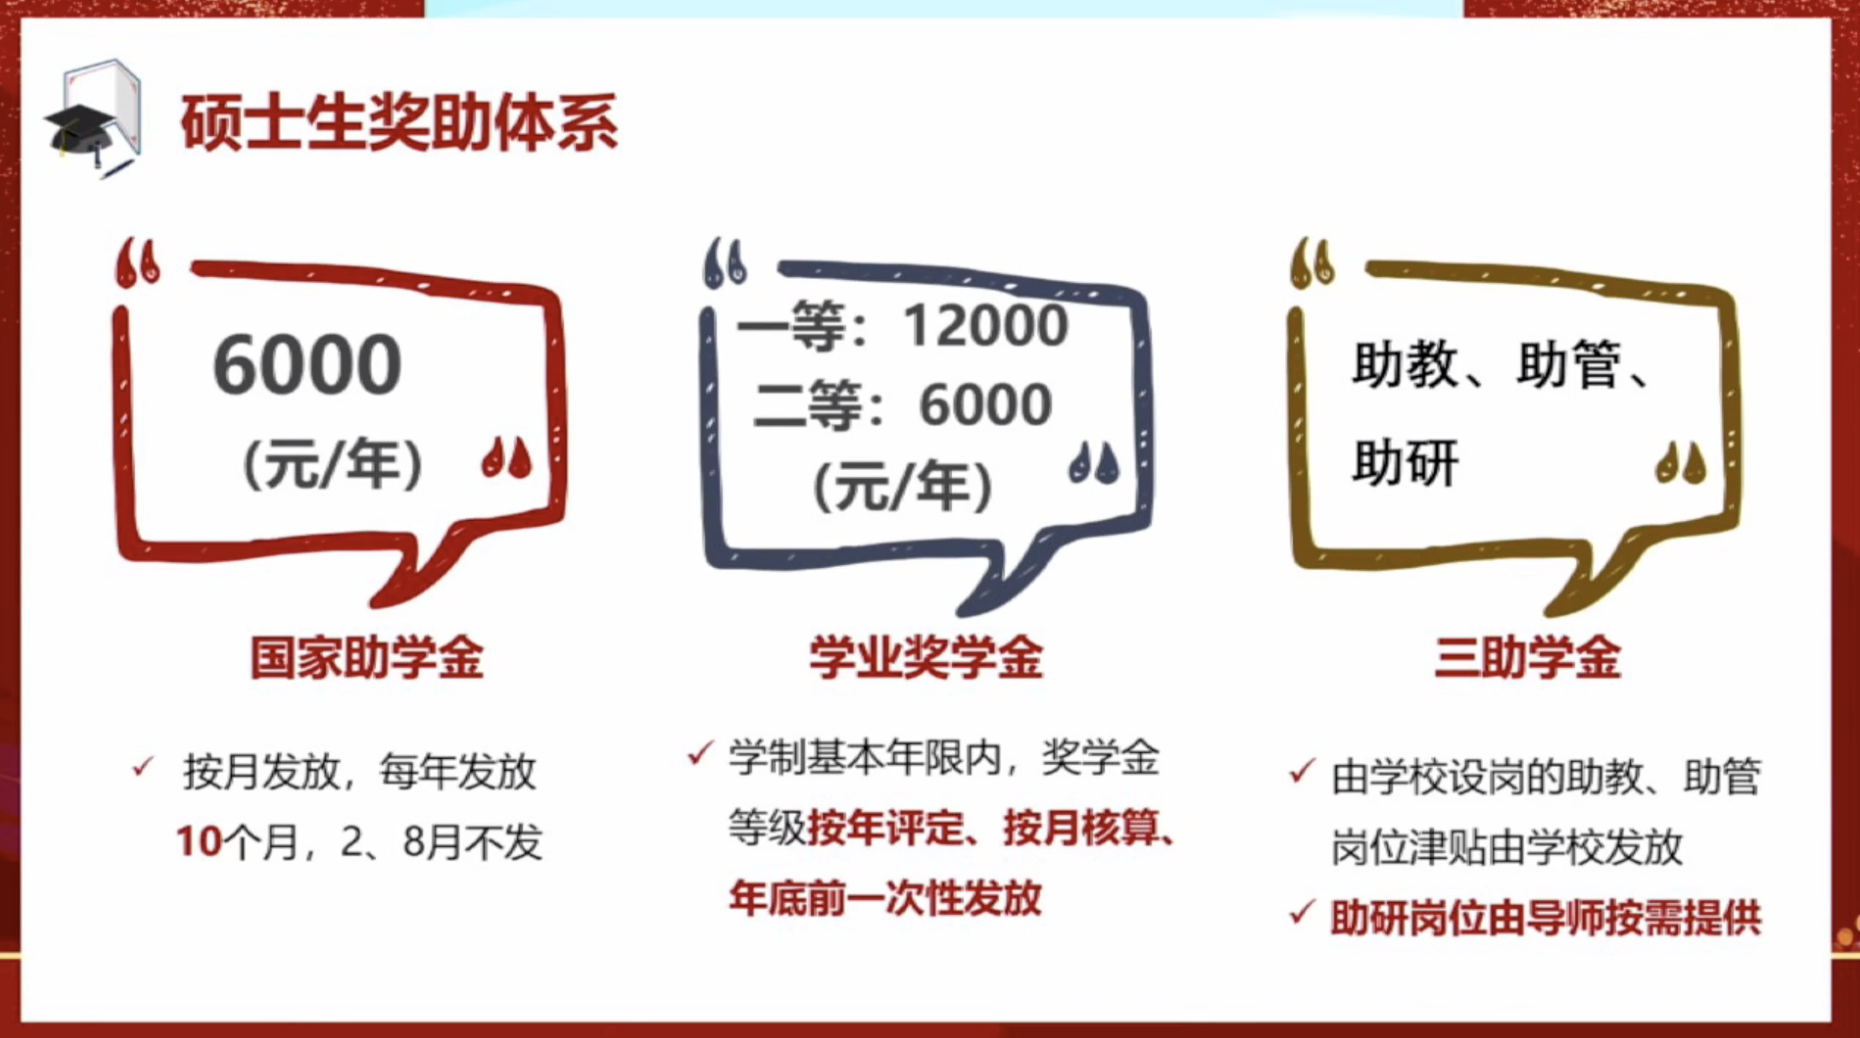 硕士生奖助体系
6000
(元/年)
国家助学金
按月发放，每年发放
10个月，2、8月不发
一等：12000
二等：6000
(元/年)
学业奖学金
学制基本年限内，奖学金
等级按年评定、按月核算、
年底前一次性发放
助教、助管、
助研
三助学金
由学校设岗的助教、助管
岗位津贴由学校发放
助研岗位由导师按需提供